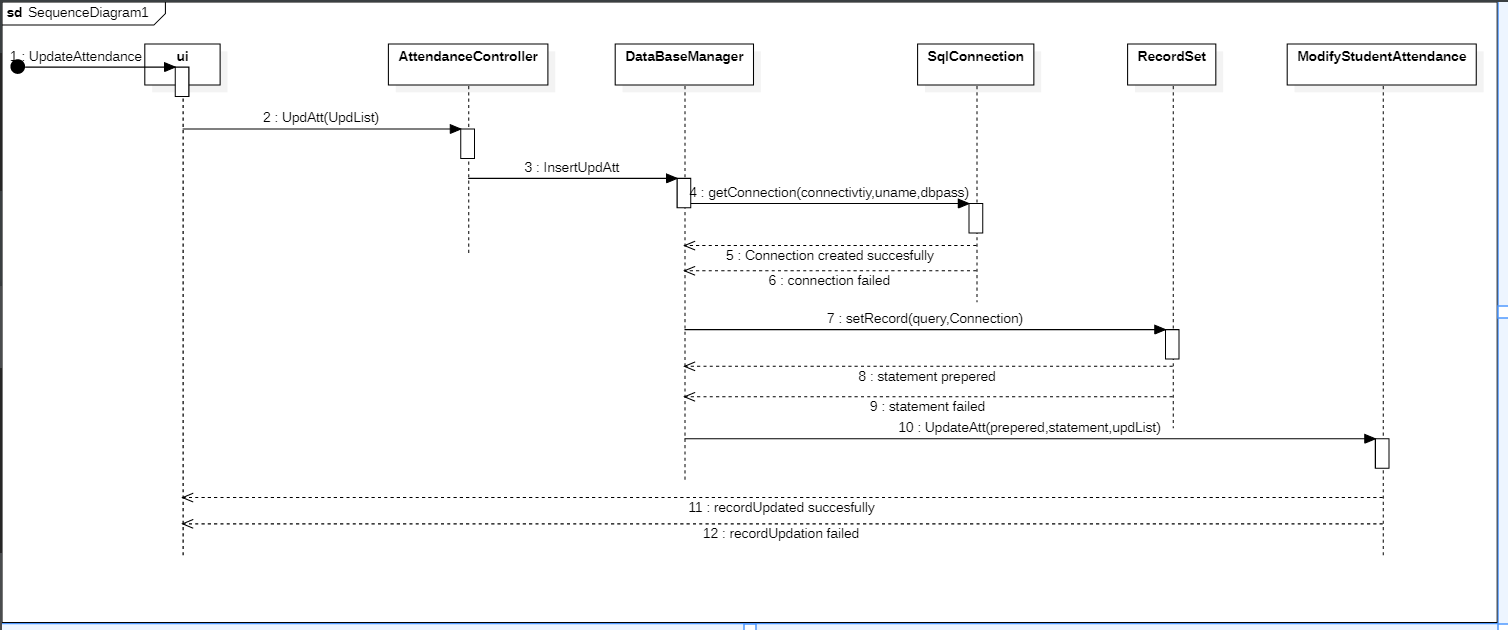 sd SequenceDiagram1
1 : UpdateAttendance
ui
AttendanceController
DataBaseManager
SqlConnection
RecordSet
ModifyStudentAttendance
2 : UpdAtt(UpdList)
3 : InsertUpdAtt
4 : getConnection(connectivtiy,uname,dbpass)
5 : Connection created succesfully
6 : connection failed
7 : setRecord(query,Connection)
8 : statement prepered
9 : statement failed
10 : UpdateAtt(prepered,statement,updList)
11 : recordUpdated succesfully
12 : recordUpdation failed